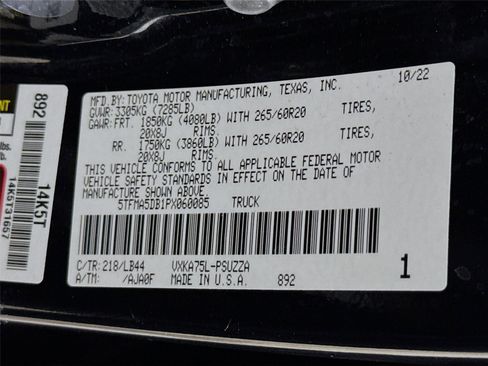 MFD.BY: TOYOTA MOTOR MANUFACTURING, TEXAS, INC. 10/22
GVWR: 3305KG (7285LB)
GAWR: FRT. 1850KG (4080LB) WITH 265/60R20 TIRES,
20X8J RIMS.
RR. 1750KG (3860LB) WITH 265/60R20 TIRES,
20X8J RIMS.
THIS VEHICLE CONFORMS TO ALL APPLICABLE FEDERAL MOTOR
VEHICLE SAFETY STANDARDS IN EFFECT ON THE DATE OF
MANUFACTURE SHOWN ABOVE.
5TFMA5DB1PX060085 TRUCK
C/TR: 218/LB44 VXKA75L-PSUZZA
A/TM: /AJA0F MADE IN U.S.A. 892
1
892
14K5T
14K5T31657
lbs.